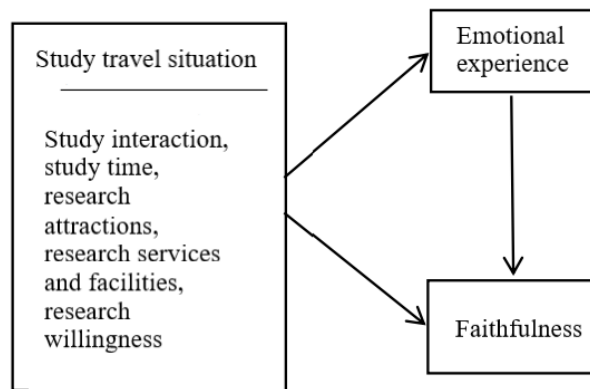 Study travel situation
Study interaction,
study time,
research
attractions,
research services
and facilities,
research
willingness
Emotional
experience
Faithfulness